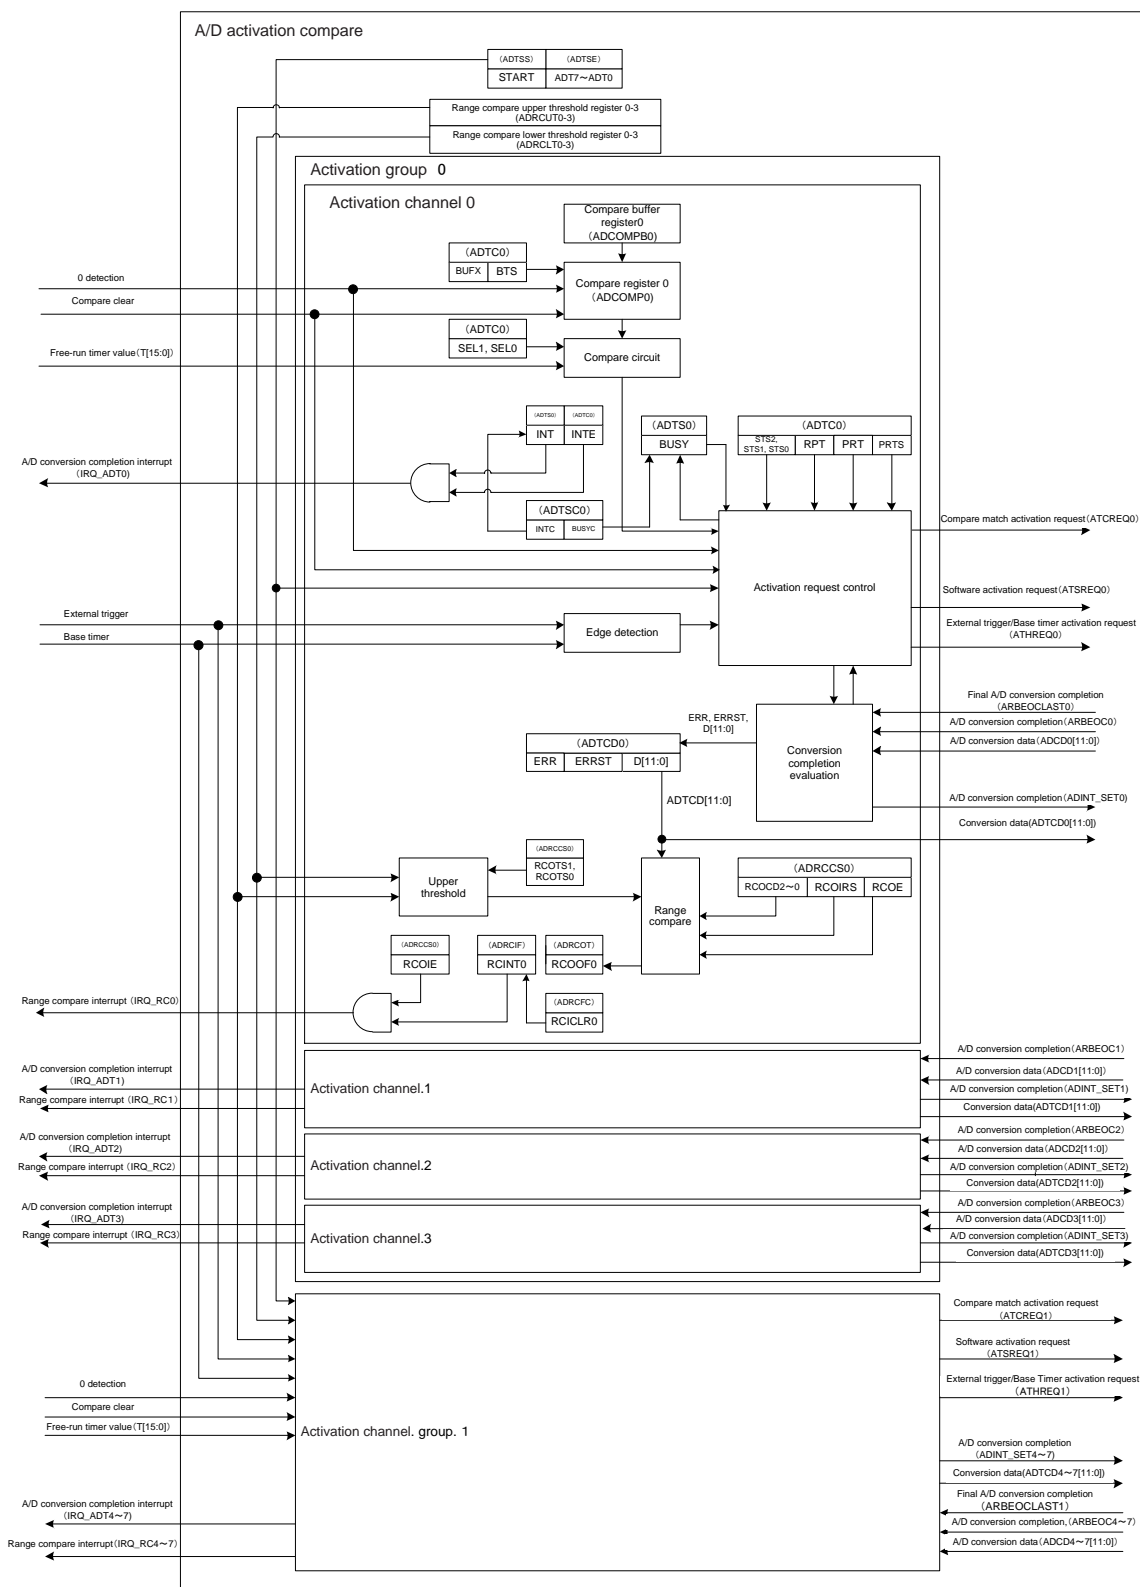 A/D activation compare
(ADTSS) (ADTSE)
START ADT7～ADT0
Range compare upper threshold register 0-3
(ADRCUT0-3)
Range compare lower threshold register 0-3
(ADRCLT0-3)
Activation group 0
Activation channel 0
Compare buffer
register0
(ADCOMPB0)
(ADTC0)
BUFX BTS
Compare register 0
(ADCOMP0)
0 detection
Compare clear
(ADTC0)
SEL1, SEL0
Compare circuit
Free-run timer value(T[15:0])
(ADTS0) (ADTC0)
INT INTE
(ADTS0)
BUSY
(ADTC0)
STS2,
STS1, STS0
RPT PRT PRTS
A/D conversion completion interrupt
(IRQ_ADT0)
(ADTSC0)
INTC BUSYC
Compare match activation request(ATCREQ0)
Activation request control
Software activation request(ATSREQ0)
External trigger
Base timer
Edge detection
External trigger/Base timer activation request
(ATHREQ0)
Final A/D conversion completion
(ARBEOCLAST0)
A/D conversion completion(ARBEOC0)
A/D conversion data(ADCD0[11:0])
ERR, ERRST,
D[11:0]
(ADTCD0)
ERR ERRST D[11:0]
Conversion
completion
evaluation
ADTCD[11:0]
A/D conversion completion(ADINT_SET0)
Conversion data(ADTCD0[11:0])
(ADRCCS0)
RCOTS1,
RCOTS0
Upper
threshold
Range
compare
(ADRCCS0)
RCOCD2～0 RCOIRS RCOE
(ADRCCS0)
RCOIE
(ADRCIF)
RCINT0
(ADRCOT)
RCOOF0
(ADRCFC)
RCICLR0
Range compare interrupt (IRQ_RC0)
A/D conversion completion interrupt
(IRQ_ADT1)
Range compare interrupt (IRQ_RC1)
Activation channel.1
A/D conversion completion(ARBEOC1)
A/D conversion data(ADCD1[11:0])
A/D conversion completion(ADINT_SET1)
Conversion data(ADTCD1[11:0])
A/D conversion completion interrupt
(IRQ_ADT2)
Range compare interrupt (IRQ_RC2)
Activation channel.2
A/D conversion completion(ARBEOC2)
A/D conversion data(ADCD2[11:0])
A/D conversion completion(ADINT_SET2)
Conversion data(ADTCD2[11:0])
A/D conversion completion interrupt
(IRQ_ADT3)
Range compare interrupt (IRQ_RC3)
Activation channel.3
A/D conversion completion(ARBEOC3)
A/D conversion data(ADCD3[11:0])
A/D conversion completion(ADINT_SET3)
Conversion data(ADTCD3[11:0])
Compare match activation request
(ATCREQ1)
Software activation request
(ATSREQ1)
External trigger/Base Timer activation request
(ATHREQ1)
0 detection
Compare clear
Free-run timer value(T[15:0])
Activation channel. group. 1
A/D conversion completion
(ADINT_SET4～7)
Conversion data(ADTCD4～7[11:0])
Final A/D conversion completion
(ARBEOCLAST1)
A/D conversion completion,(ARBEOC4～7)
A/D conversion data(ADCD4～7[11:0])
A/D conversion completion interrupt
(IRQ_ADT4～7)
Range compare interrupt(IRQ_RC4～7)